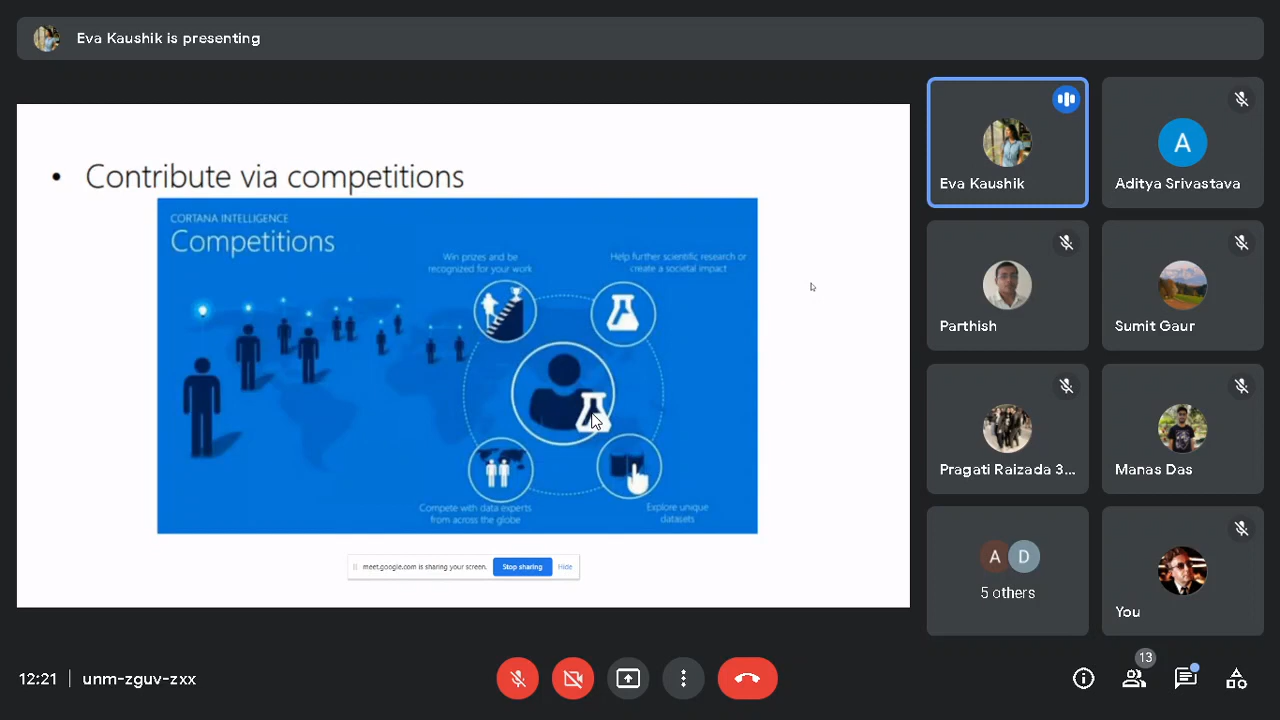 Eva Kaushik is presenting
• Contribute via competitions
CORTANA INTELLIGENCE
Competitions
Win prizes and be
recognized for your work
Help further scientific research or
create a societal impact
Compete with data experts
from across the globe
Explore unique
datasets
meet.google.com is sharing your screen.
Stop sharing
Hide
Eva Kaushik
A
Aditya Srivastava
Parthish
Sumit Gaur
Pragati Raizada 3...
Manas Das
A
D
5 others
You
12:21 | unm-zguv-zxx
13